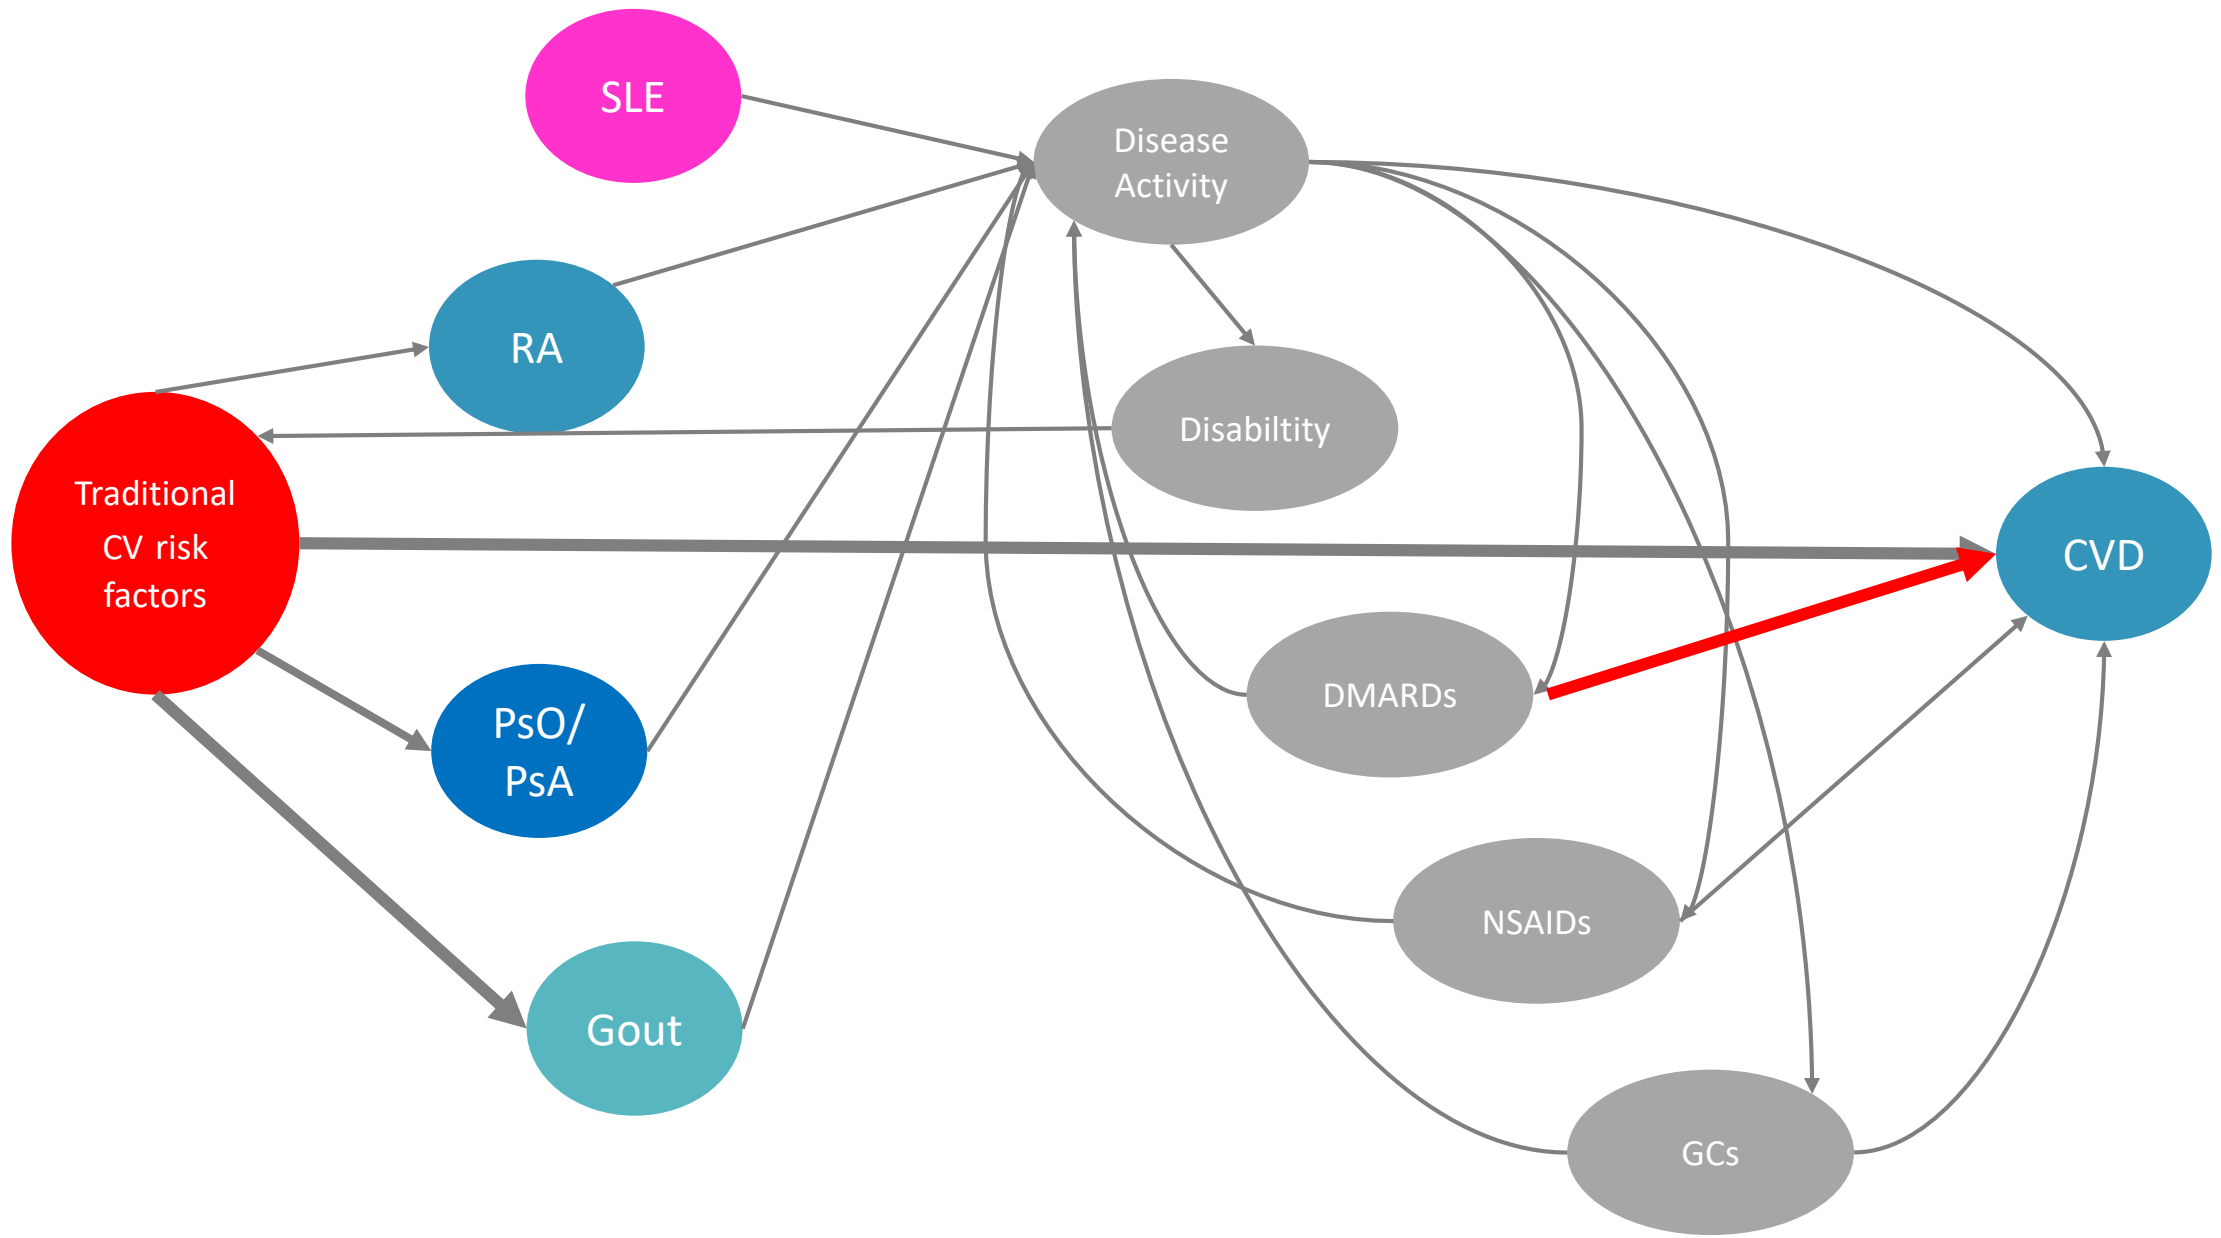 SLE
Disease
Activity
RA
Disabiltity
Traditional
CV risk
factors
CVD
PsO/
PsA
DMARDs
NSAIDs
Gout
GCs